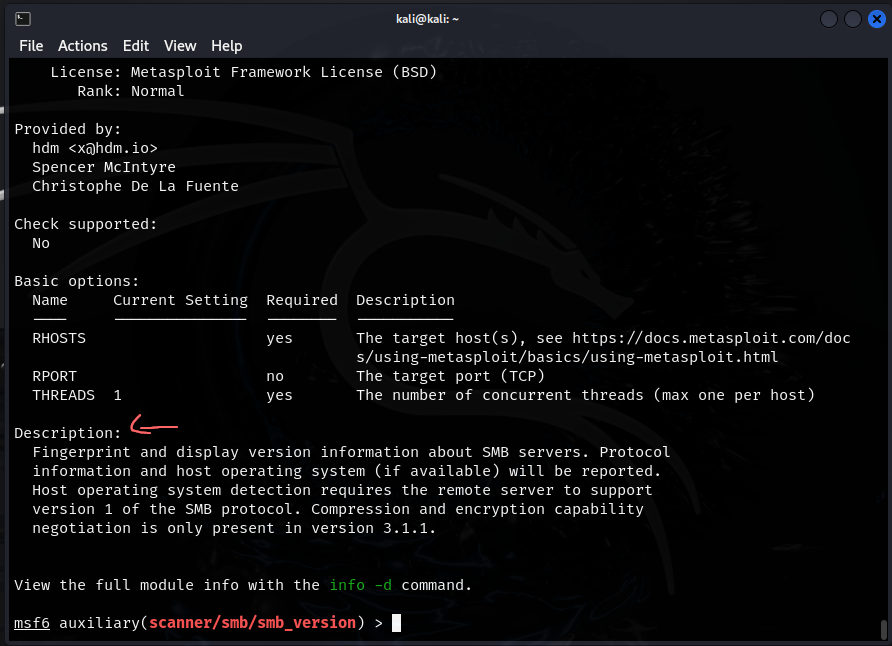 kali@kali: ~
File Actions Edit View Help
License: Metasploit Framework License (BSD)
Rank: Normal
Provided by:
hdm <x@hdm.io>
Spencer McIntyre
Christophe De La Fuente
Check supported:
No
Basic options:
Name Current Setting Required Description
RHOSTS yes The target host(s), see https://docs.metasploit.com/doc
s/using-metasploit/basics/using-metasploit.html
RPORT no The target port (TCP)
THREADS 1 yes The number of concurrent threads (max one per host)
Description:
Fingerprint and display version information about SMB servers. Protocol
information and host operating system (if available) will be reported.
Host operating system detection requires the remote server to support
version 1 of the SMB protocol. Compression and encryption capability
negotiation is only present in version 3.1.1.
View the full module info with the info -d command.
msf6 auxiliary(scanner/smb/smb_version) >